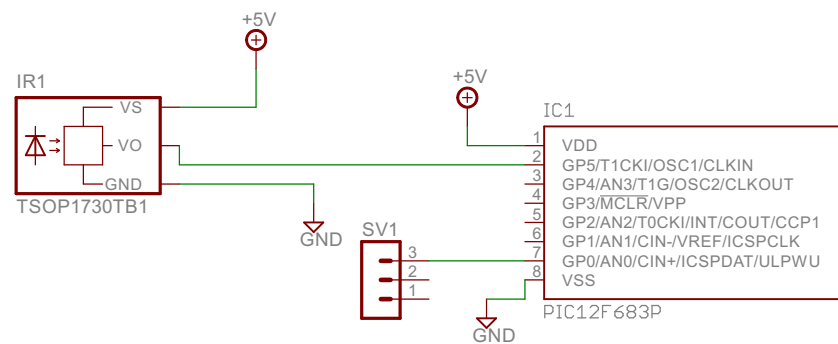 +5V
IR1
VS
VO
GND
TSOP1730TB1
GND
+5V
IC1
1 VDD
2 GP5/T1CKI/OSC1/CLKIN
3 GP4/AN3/T1G/OSC2/CLKOUT
4 GP3/MCLR/VPP
5 GP2/AN2/T0CKI/INT/COUT/CCP1
6 GP1/AN1/CIN-/VREF/ICSPCLK
7 GP0/AN0/CIN+/ICSPDAT/ULPWU
8 VSS
PIC12F683P
SV1
3
2
1
GND